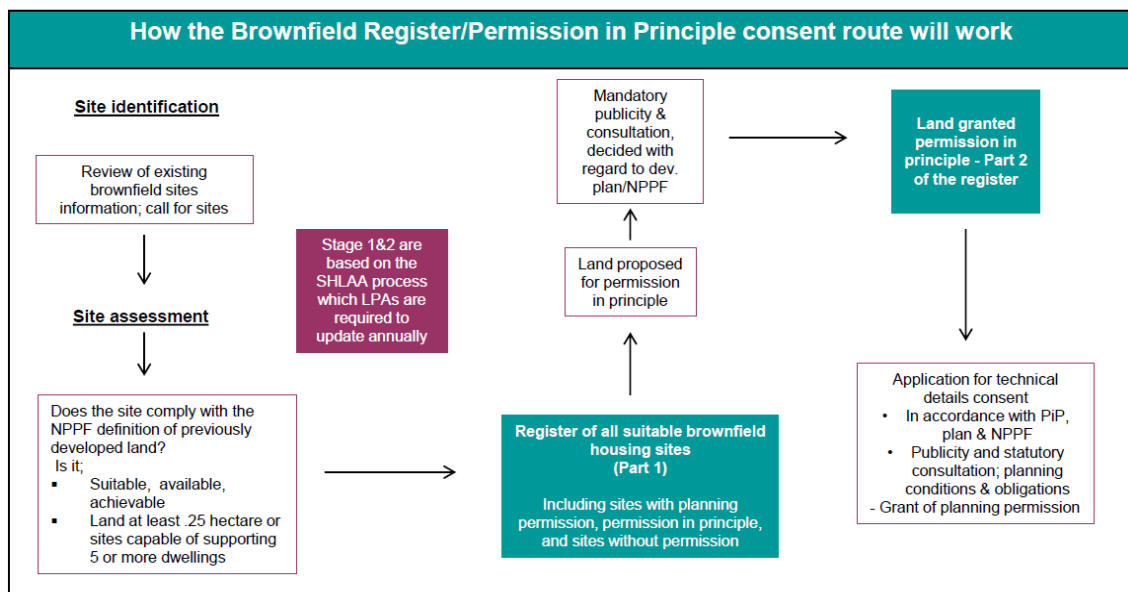 How the Brownfield Register/Permission in Principle consent route will work
Site identification
Review of existing
brownfield sites
information; call for sites
Site assessment
Does the site comply with the
NPPF definition of previously
developed land?
Is it;
▪ Suitable, available,
achievable
▪ Land at least .25 hectare or
sites capable of supporting
5 or more dwellings
Stage 1&2 are
based on the
SHLAA process
which LPAs are
required to
update annually
Register of all suitable brownfield
housing sites
(Part 1)
Including sites with planning
permission, permission in principle,
and sites without permission
Land proposed
for permission
in principle
Mandatory
publicity &
consultation,
decided with
regard to dev.
plan/NPPF
Land granted
permission in
principle - Part 2
of the register
Application for technical
details consent
• In accordance with PiP,
plan & NPPF
• Publicity and statutory
consultation; planning
conditions & obligations
- Grant of planning permission